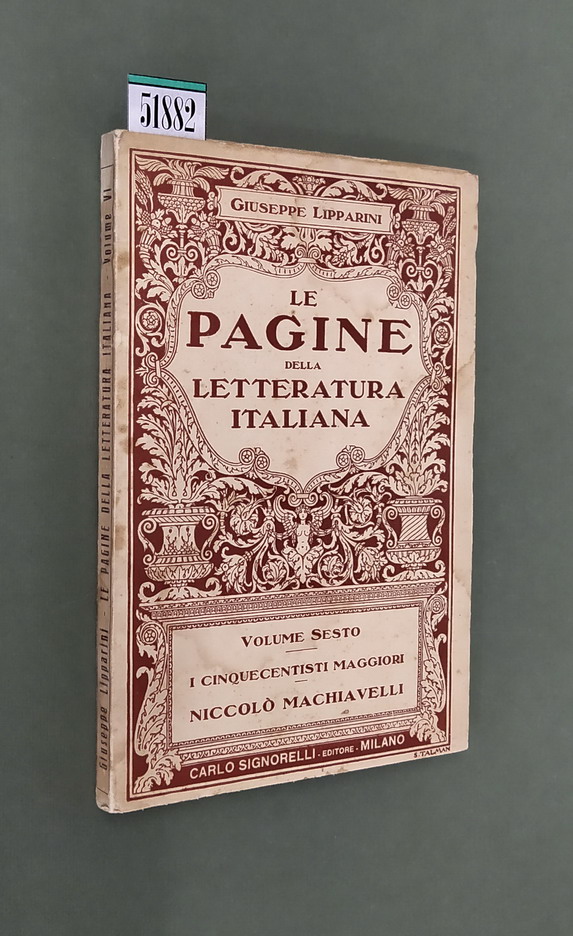 51882
GIUSEPPE LIPPARINI
LE
PAGINE
DELLA
LETTERATURA
ITALIANA
VOLUME SESTO
I CINQUECENTISTI MAGGIORI
NICCOLÒ MACHIAVELLI
CARLO SIGNORELLI - EDITORE - MILANO
S. TALMAN
Giuseppe Lipparini - LE PAGINE DELLA LETTERATURA ITALIANA - Volume VI